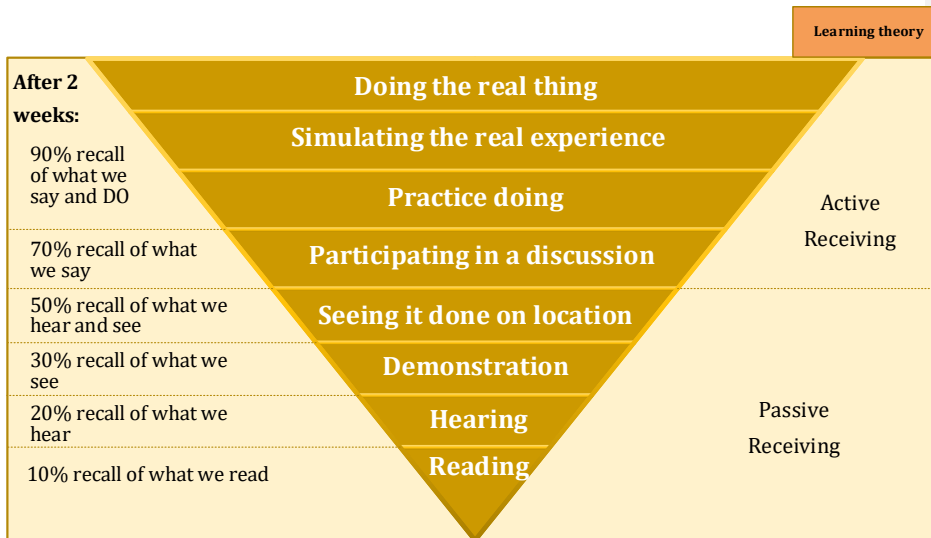 Learning theory
After 2
weeks:
90% recall
of what we
say and DO
70% recall of what
we say
50% recall of what we
hear and see
30% recall of what we
see
20% recall of what we
hear
10% recall of what we read
Doing the real thing
Simulating the real experience
Practice doing
Participating in a discussion
Seeing it done on location
Demonstration
Hearing
Reading
Active
Receiving
Passive
Receiving